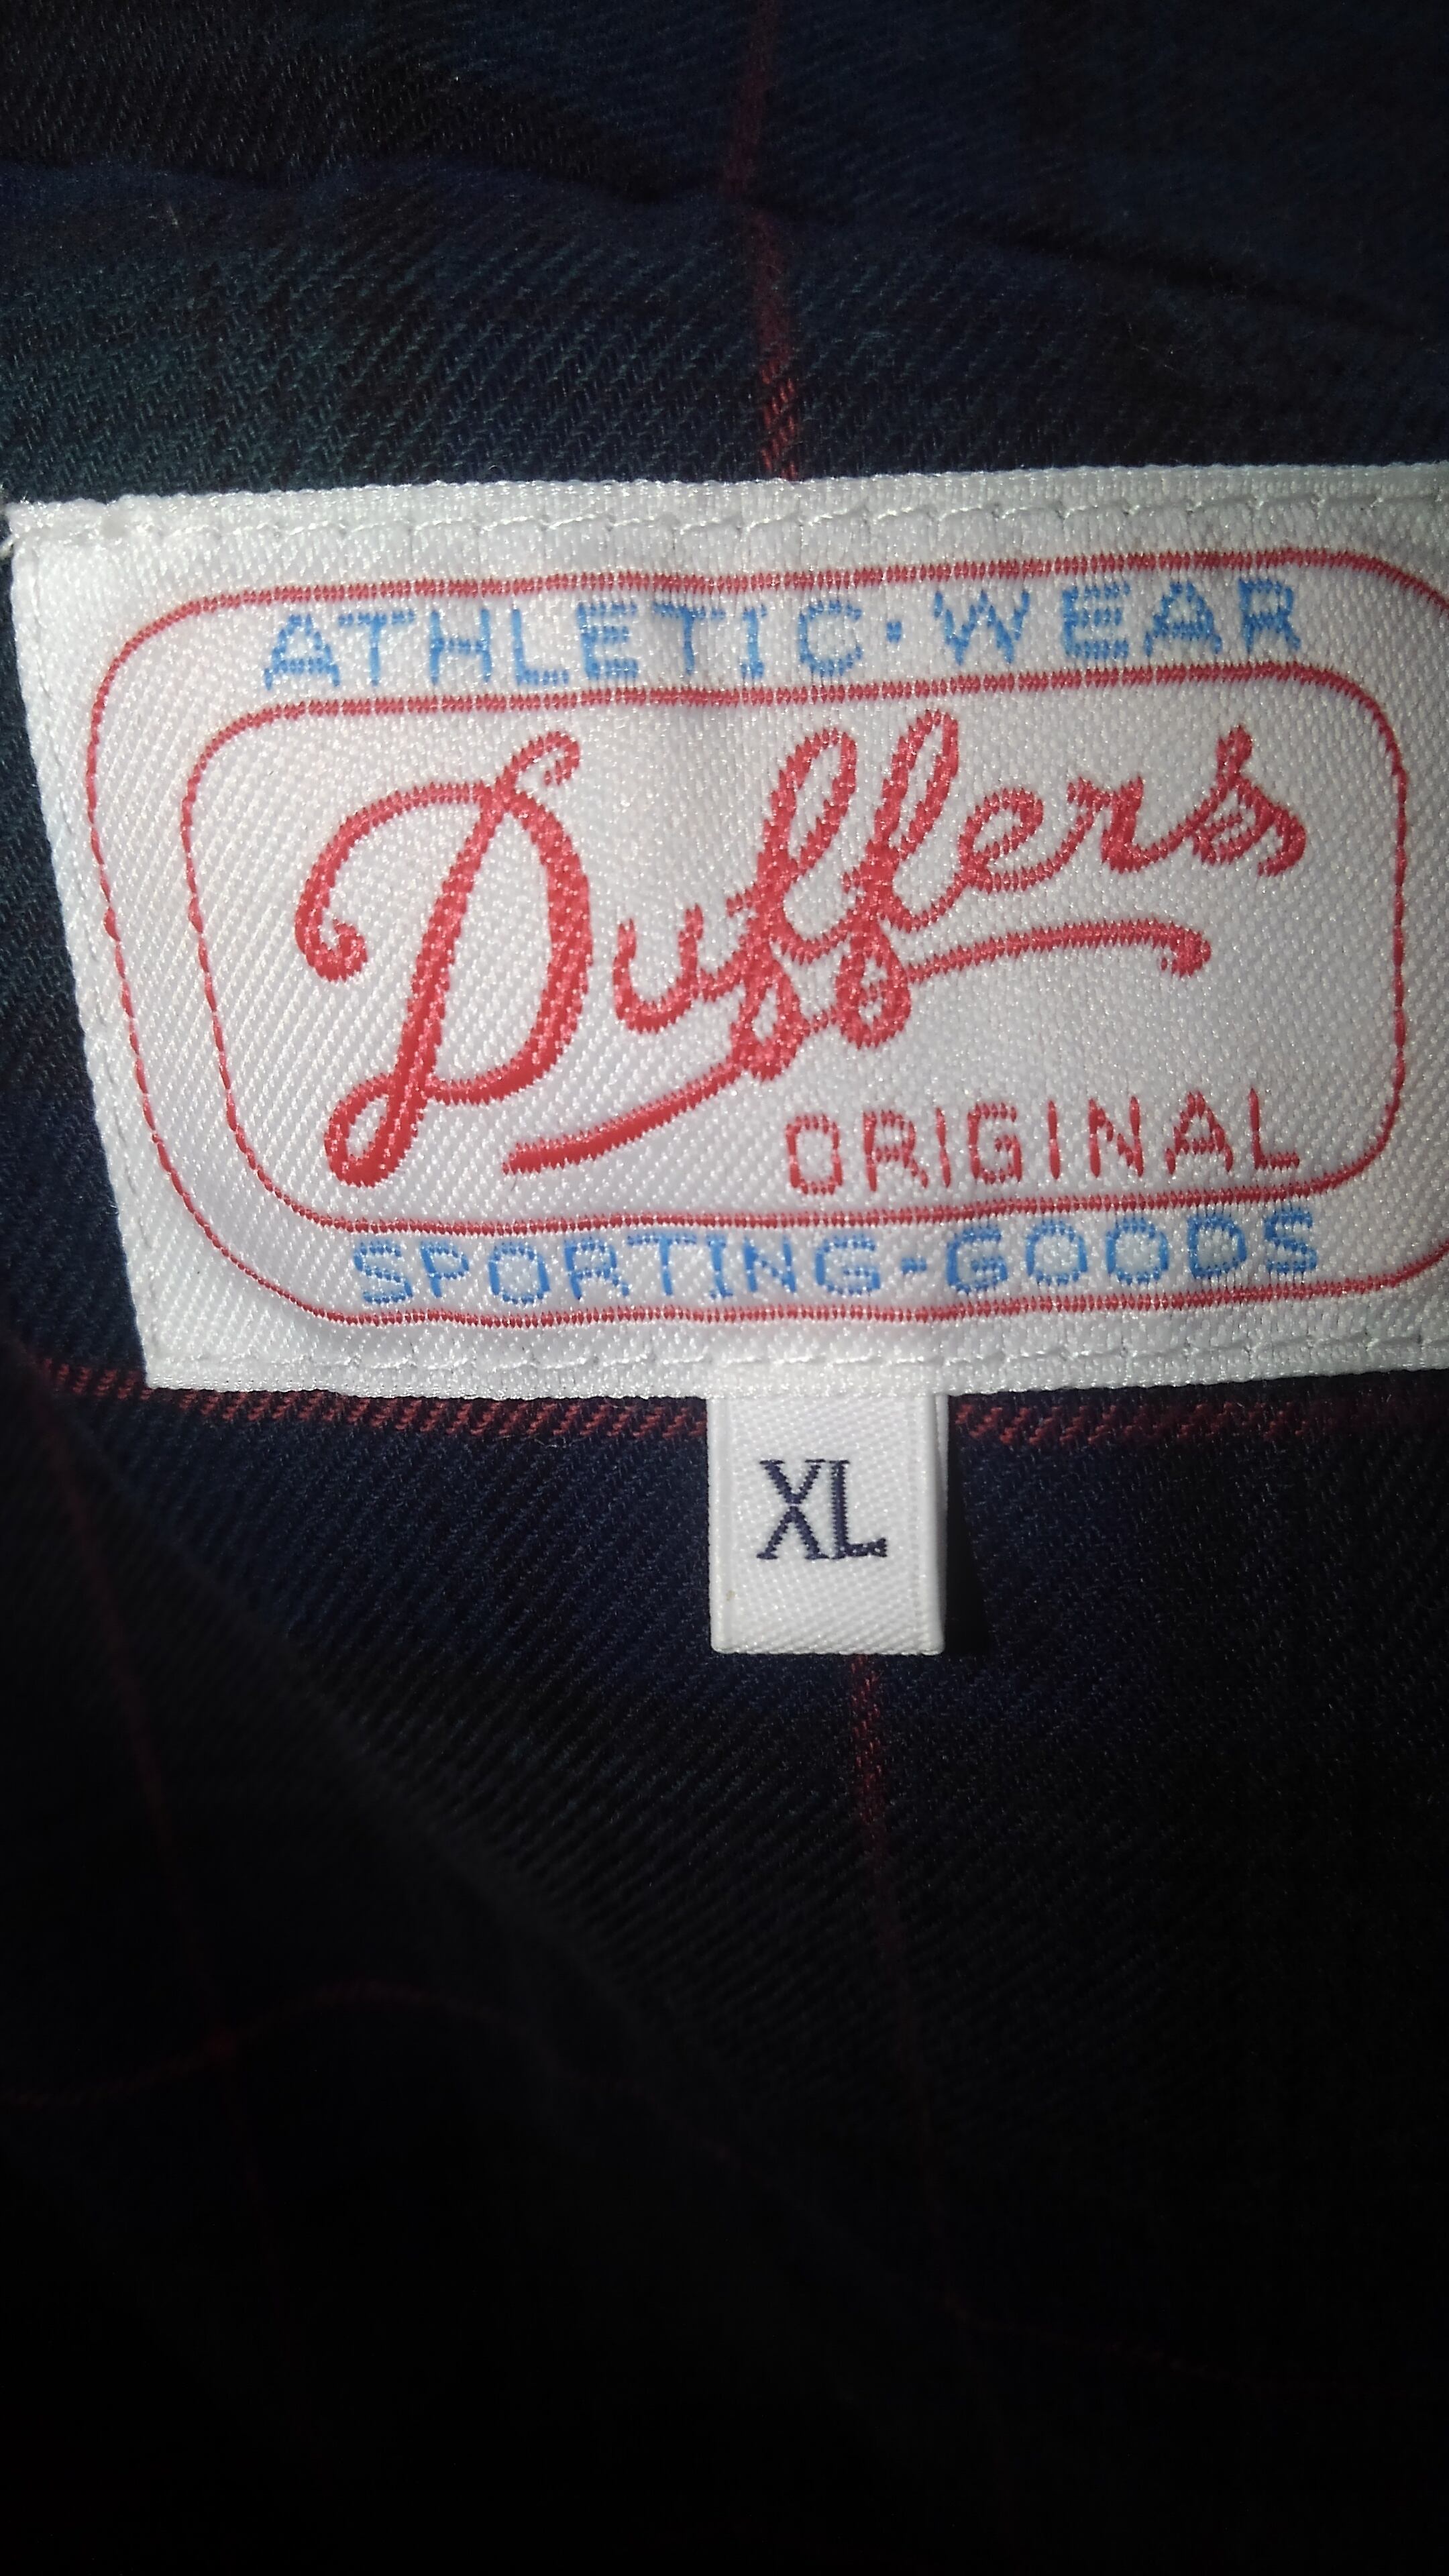 ATHLETIC·WEAR
Duffers
ORIGINAL
SPORTING-GOODS
XL